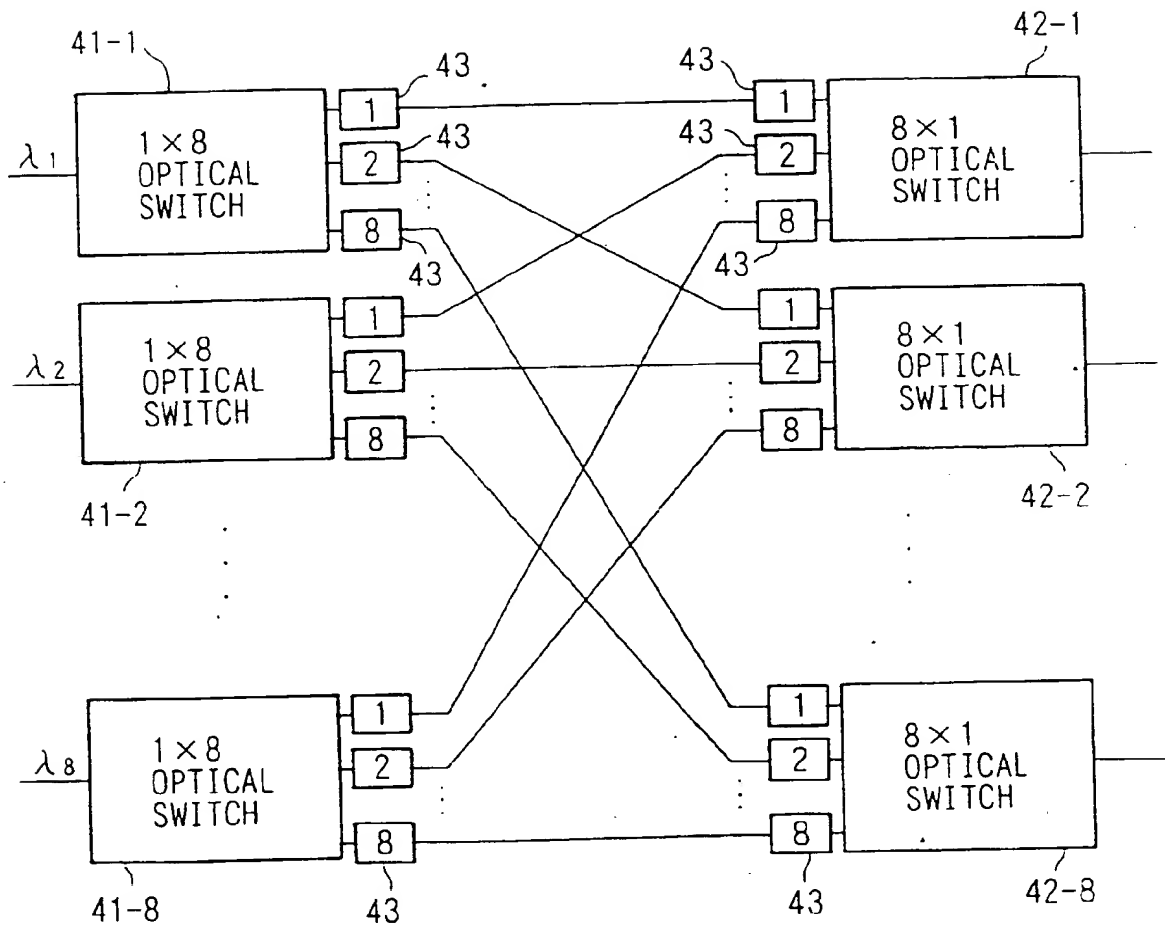 41-1
43
43
42-1
λ1
1×8
OPTICAL
SWITCH
1
43
2
8
43
1
43
2
8
43
8×1
OPTICAL
SWITCH
λ2
1×8
OPTICAL
SWITCH
1
2
8
1
2
8
8×1
OPTICAL
SWITCH
41-2
42-2
λ8
1×8
OPTICAL
SWITCH
1
2
8
1
2
8
8×1
OPTICAL
SWITCH
41-8
43
43
42-8